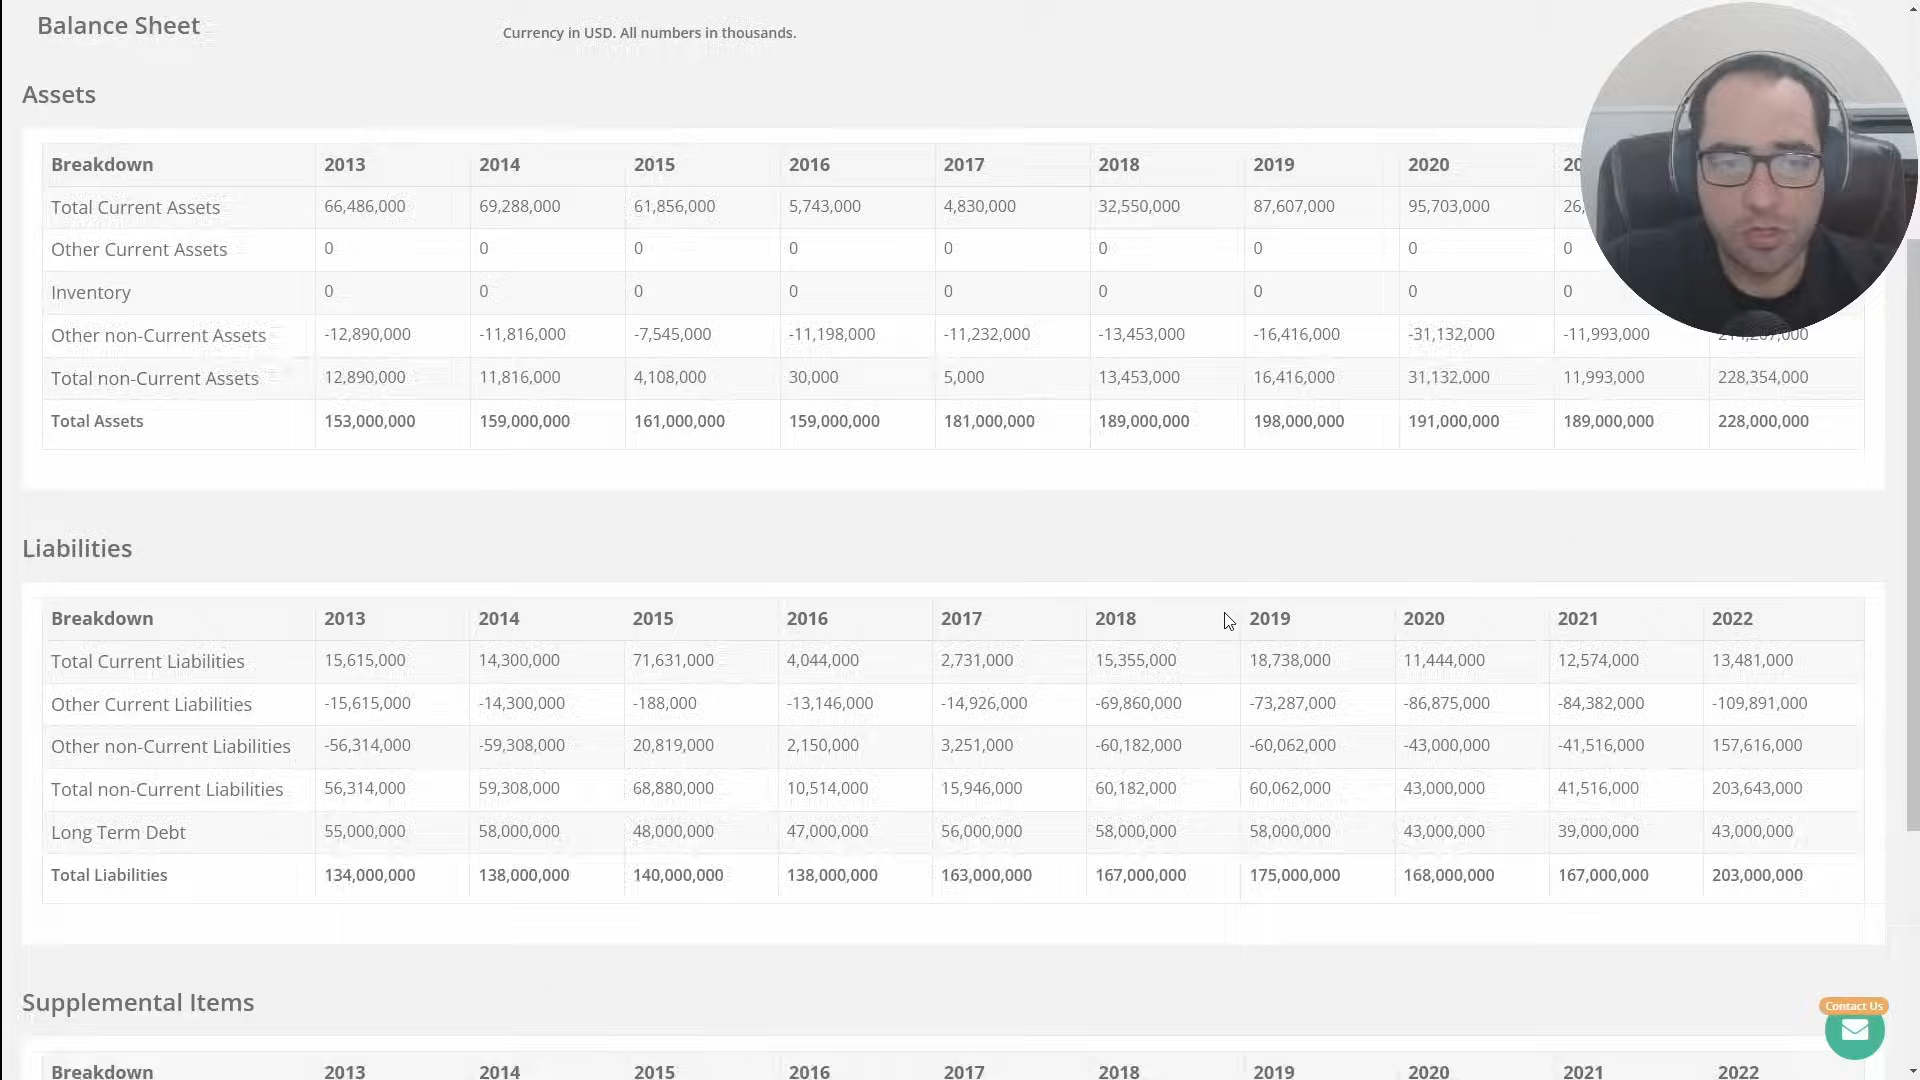 Balance Sheet
Currency in USD. All numbers in thousands.
Assets
Breakdown 2013 2014 2015 2016 2017 2018 2019 2020 20
Total Current Assets 66,486,000 69,288,000 61,856,000 5,743,000 4,830,000 32,550,000 87,607,000 95,703,000 26,
Other Current Assets 0 0 0 0 0 0 0 0 0
Inventory 0 0 0 0 0 0 0 0 0
Other non-Current Assets -12,890,000 -11,816,000 -7,545,000 -11,198,000 -11,232,000 -13,453,000 -16,416,000 -31,132,000 -11,993,000
Total non-Current Assets 12,890,000 11,816,000 4,108,000 30,000 5,000 13,453,000 16,416,000 31,132,000 11,993,000 228,354,000
Total Assets 153,000,000 159,000,000 161,000,000 159,000,000 181,000,000 189,000,000 198,000,000 191,000,000 189,000,000 228,000,000
Liabilities
Breakdown 2013 2014 2015 2016 2017 2018 2019 2020 2021 2022
Total Current Liabilities 15,615,000 14,300,000 71,631,000 4,044,000 2,731,000 15,355,000 18,738,000 11,444,000 12,574,000 13,481,000
Other Current Liabilities -15,615,000 -14,300,000 -188,000 -13,146,000 -14,926,000 -69,860,000 -73,287,000 -86,875,000 -84,382,000 -109,891,000
Other non-Current Liabilities -56,314,000 -59,308,000 20,819,000 2,150,000 3,251,000 -60,182,000 -60,062,000 -43,000,000 -41,516,000 157,616,000
Total non-Current Liabilities 56,314,000 59,308,000 68,880,000 10,514,000 15,946,000 60,182,000 60,062,000 43,000,000 41,516,000 203,643,000
Long Term Debt 55,000,000 58,000,000 48,000,000 47,000,000 56,000,000 58,000,000 58,000,000 43,000,000 39,000,000 43,000,000
Total Liabilities 134,000,000 138,000,000 140,000,000 138,000,000 163,000,000 167,000,000 175,000,000 168,000,000 167,000,000 203,000,000
Supplemental Items
Contact Us
Breakdown 2013 2014 2015 2016 2017 2018 2019 2020 2021 2022